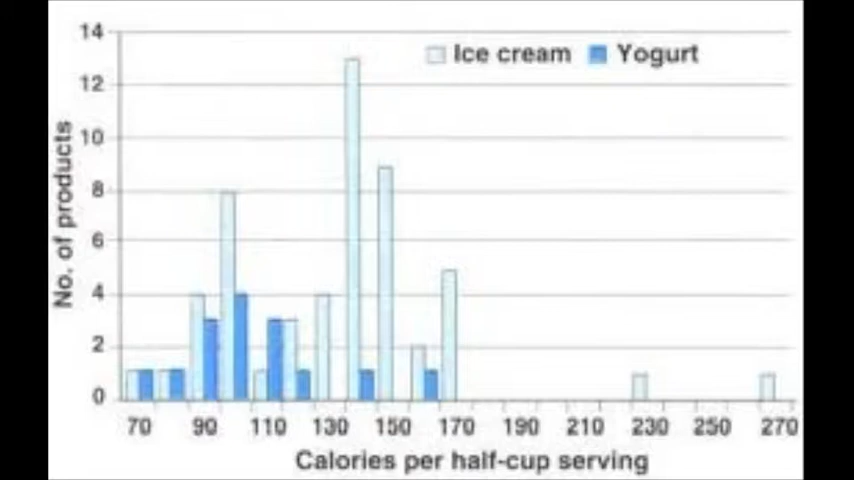 14
Ice cream Yogurt
12
10
8
6
4
2
0
No. of products
70 90 110 130 150 170 190 210 230 250 270
Calories per half-cup serving